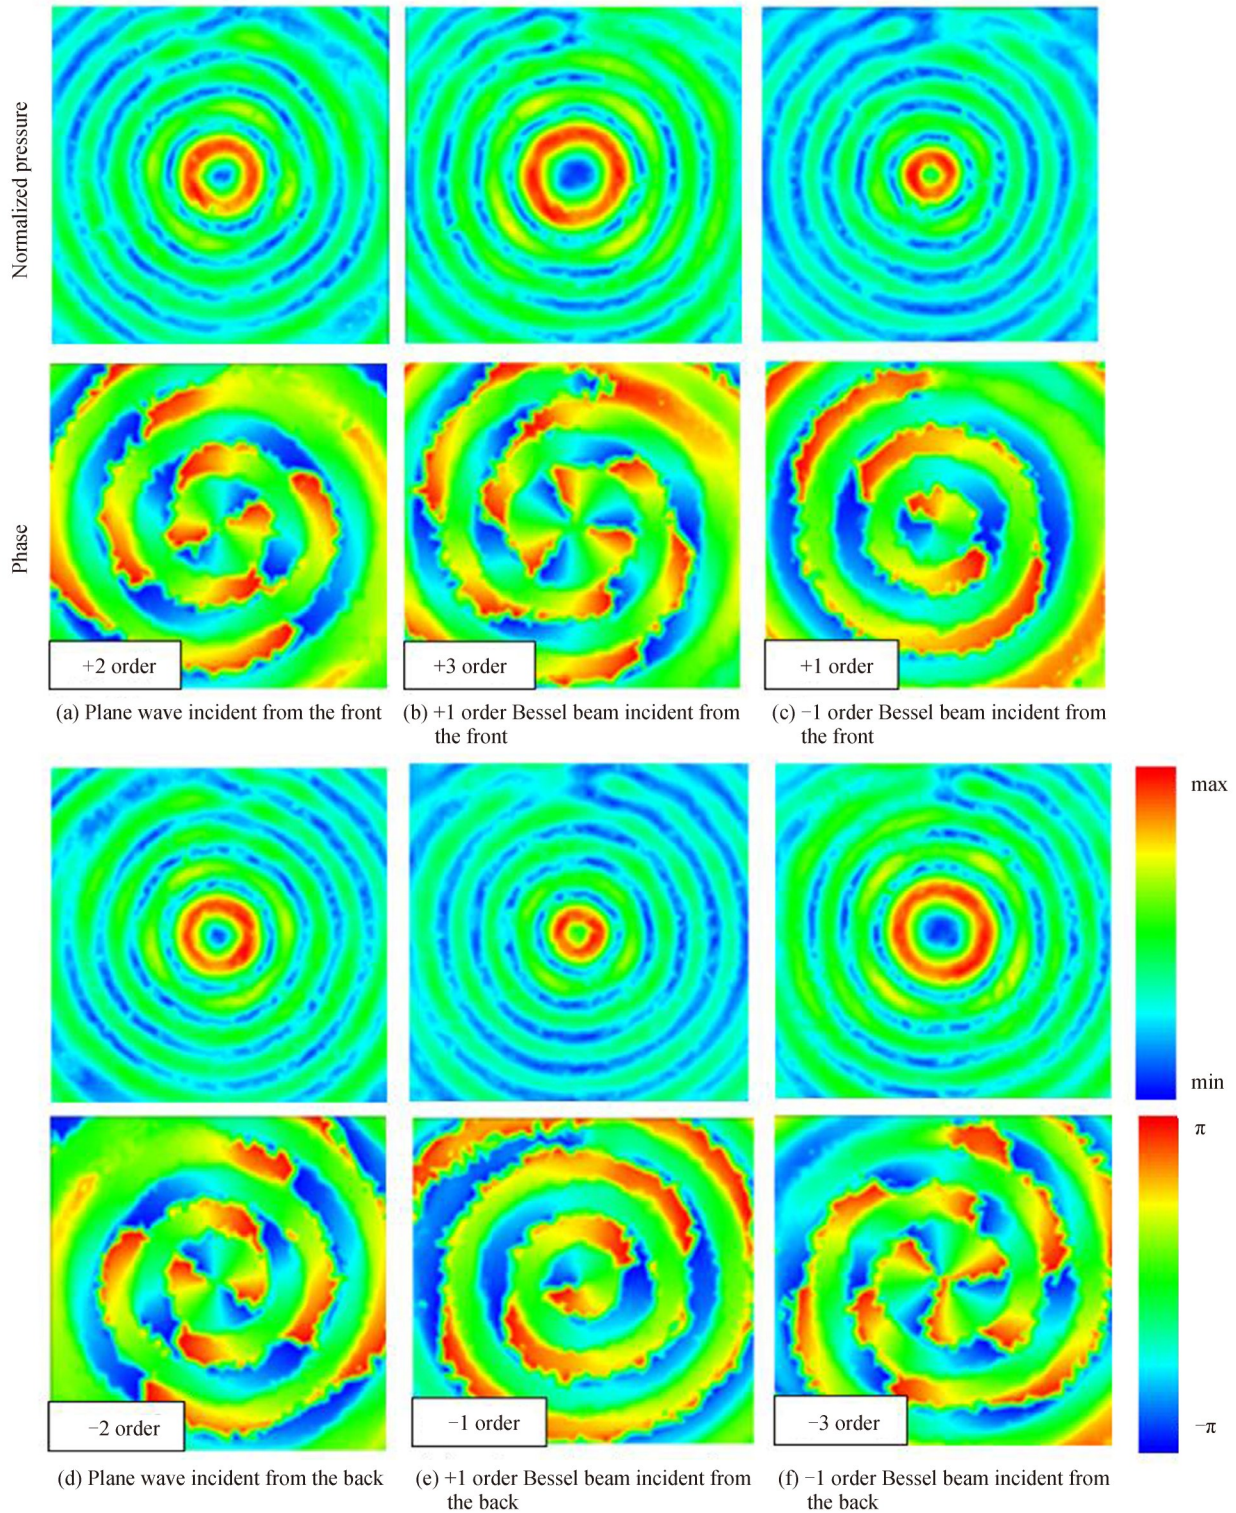 Normalized pressure
Phase
+2 order
+3 order
+1 order
(a) Plane wave incident from the front
(b) +1 order Bessel beam incident from
the front
(c) −1 order Bessel beam incident from
the front
max
min
π
−π
−2 order
−1 order
−3 order
(d) Plane wave incident from the back
(e) +1 order Bessel beam incident from
the back
(f) −1 order Bessel beam incident from
the back